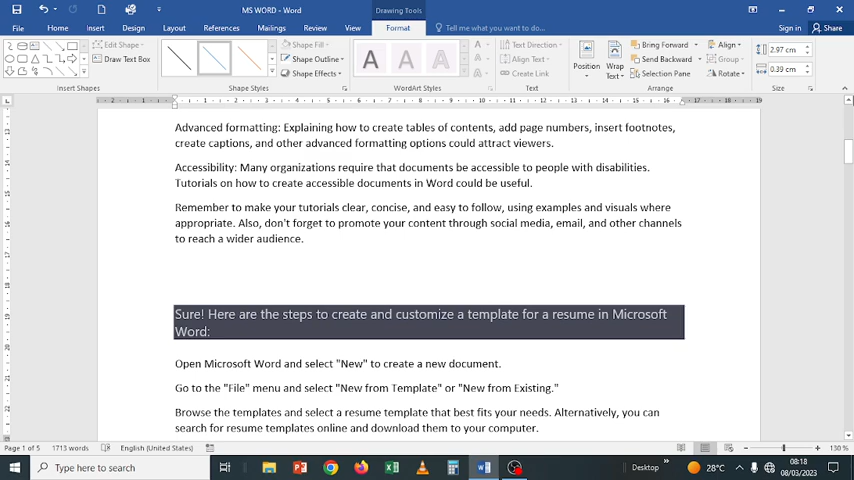 MS WORD - Word
Drawing Tools
File Home Insert Design Layout References Mailings Review View Format Tell me what you want to do... Sign in Share
Edit Shape
Draw Text Box
Insert Shapes
Shape Fill
Shape Outline
Shape Effects
Shape Styles
A A A
WordArt Styles
Text Direction
Align Text
Create Link
Text
Position
Wrap
Text
Bring Forward
Send Backward
Selection Pane
Align
Group
Rotate
Arrange
2.97 cm
0.39 cm
Size
Advanced formatting: Explaining how to create tables of contents, add page numbers, insert footnotes,
create captions, and other advanced formatting options could attract viewers.
Accessibility: Many organizations require that documents be accessible to people with disabilities.
Tutorials on how to create accessible documents in Word could be useful.
Remember to make your tutorials clear, concise, and easy to follow, using examples and visuals where
appropriate. Also, don't forget to promote your content through social media, email, and other channels
to reach a wider audience.
Sure! Here are the steps to create and customize a template for a resume in Microsoft
Word:
Open Microsoft Word and select "New" to create a new document.
Go to the "File" menu and select "New from Template" or "New from Existing."
Browse the templates and select a resume template that best fits your needs. Alternatively, you can
search for resume templates online and download them to your computer.
Page 1 of 5 1713 words English (United States) 130 %
Type here to search
Desktop
28°C
08:18
08/03/2023